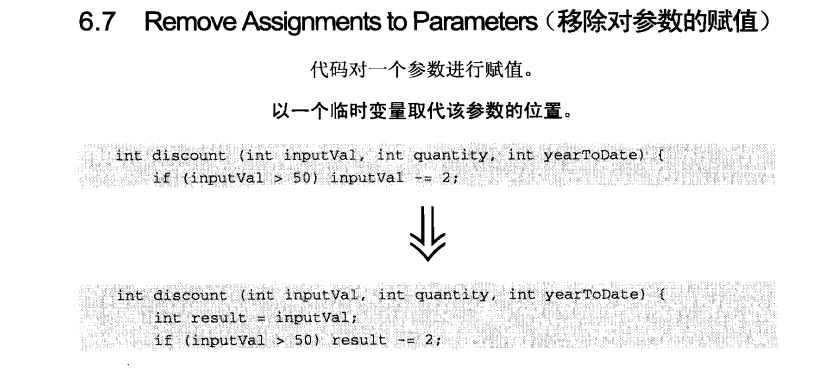 6.7 Remove Assignments to Parameters（移除对参数的赋值）
代码对一个参数进行赋值。
以一个临时变量取代该参数的位置。
int discount (int inputVal, int quantity, int yearToDate) {
if (inputVal > 50) inputVal -= 2;
int discount (int inputVal, int quantity, int yearToDate) {
int result = inputVal;
if (inputVal > 50) result -= 2;